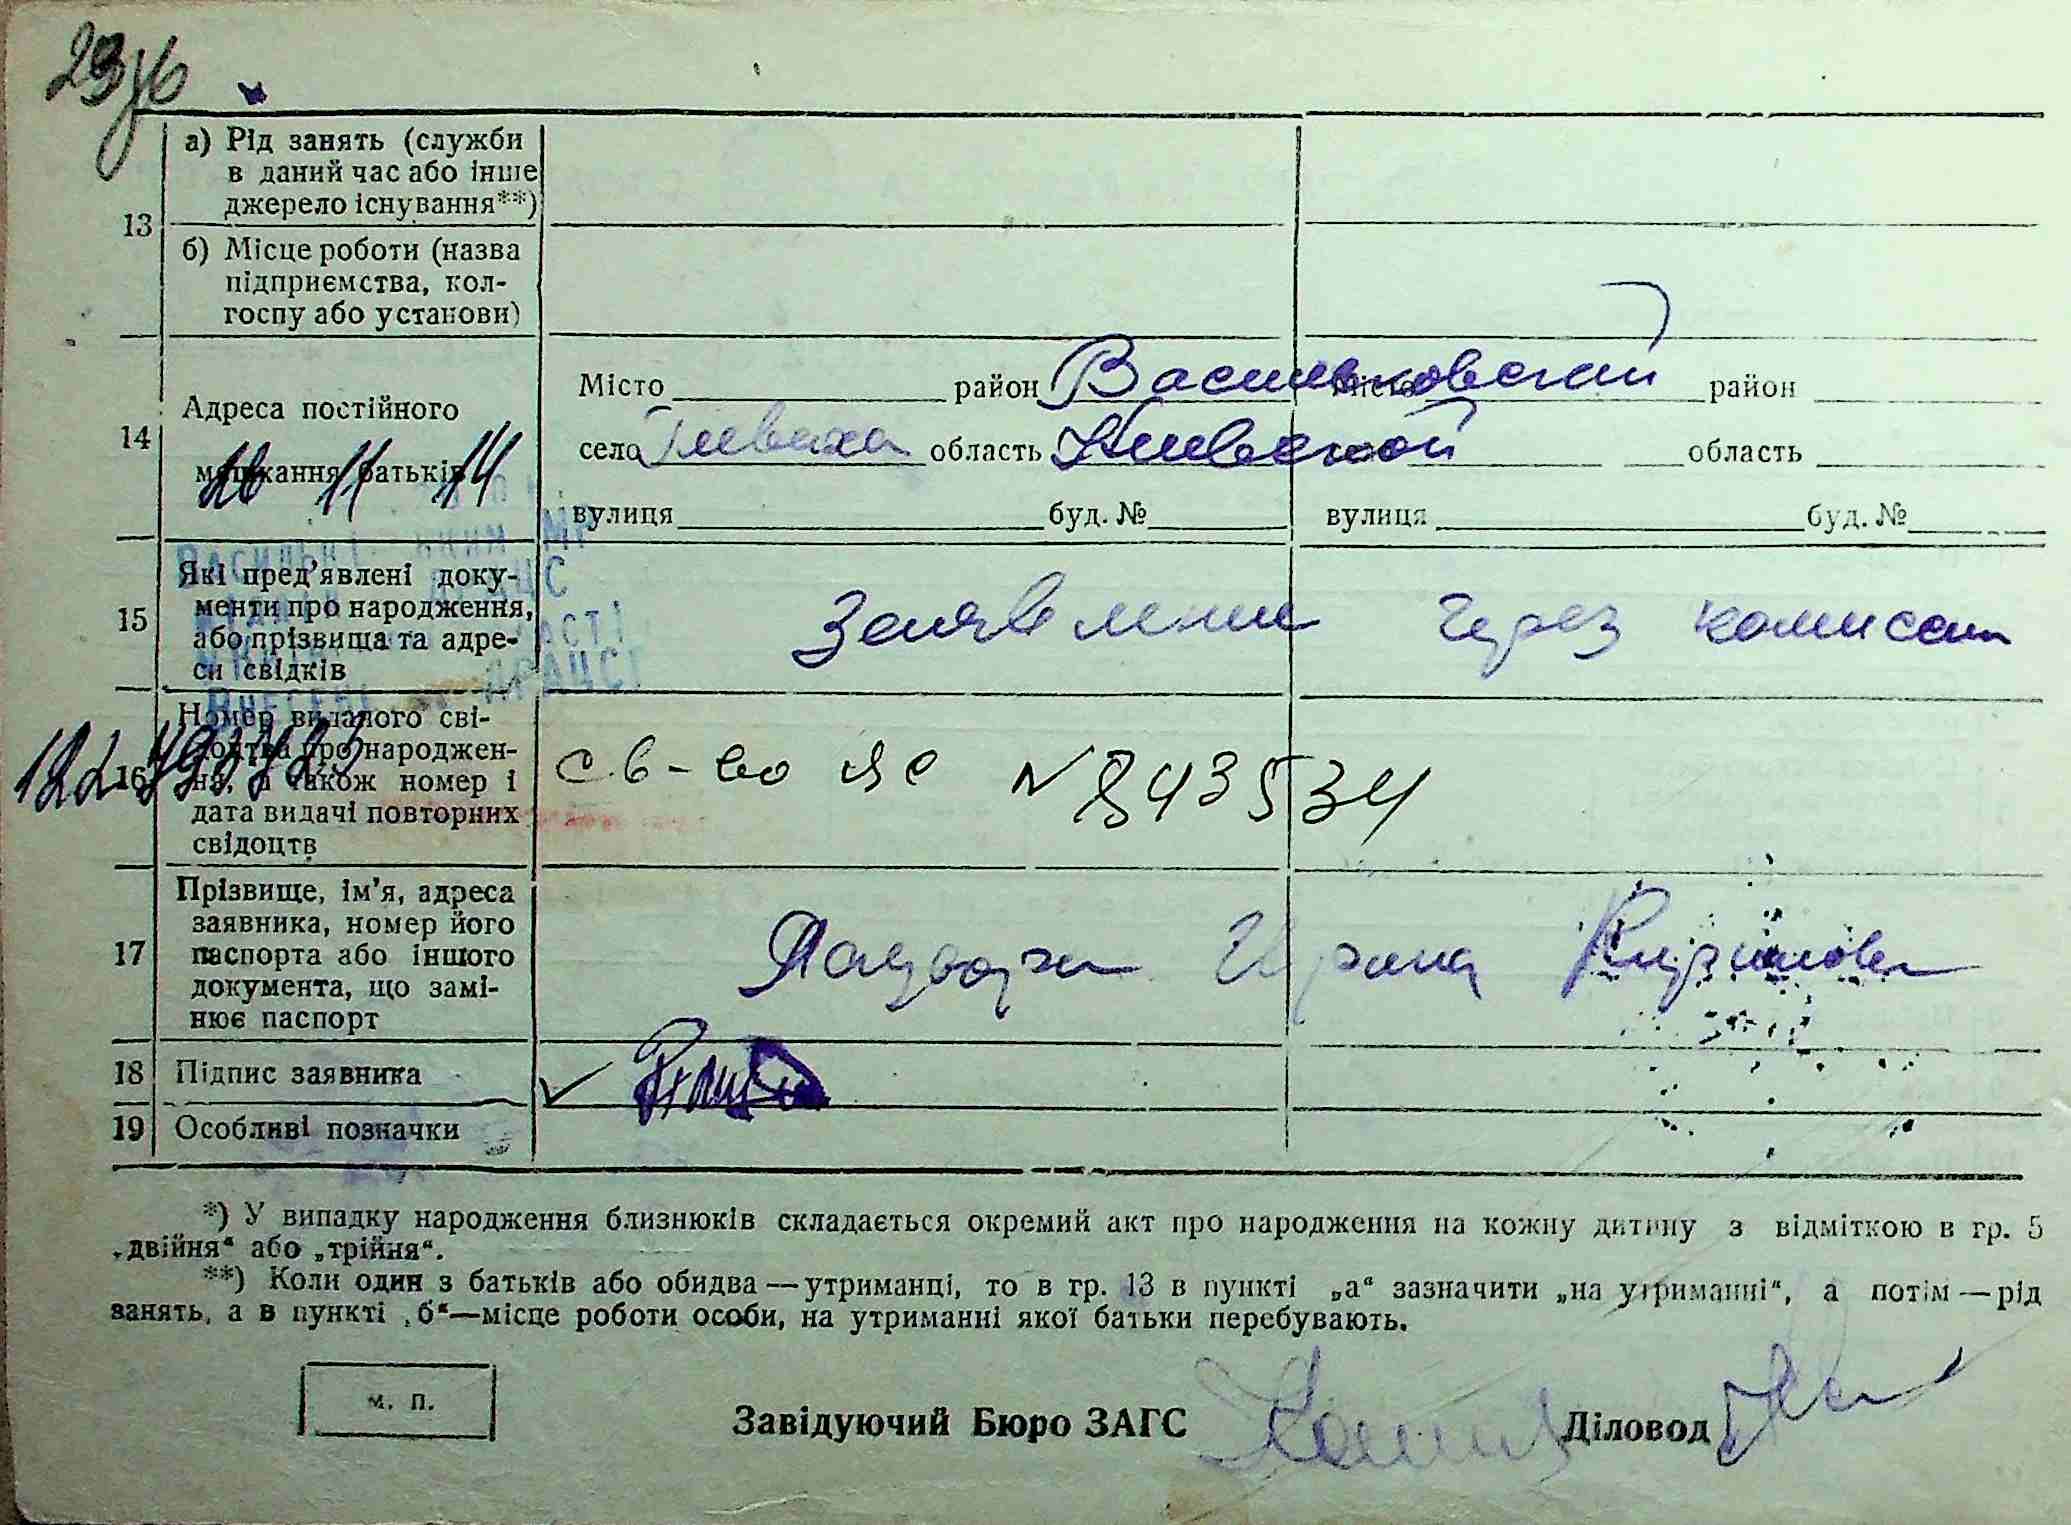 а) Рід занять (служби
в даний час або інше
джерело існування**)
13
б) Місце роботи (назва
підприємства, кол-
госпу або установи)
14
Адреса постійного
мешкання батьків
16 11 14
Місто район Васильковский Місто район
село Глеваха область Киевской область
вулиця буд. № вулиця буд. №
15
Які пред'явлені доку-
менти про народження,
або прізвища та адре-
си свідків
Заявление через комиссию
16
Номер виданого сві-
доцтва про народжен-
ня, а також номер і
дата видачі повторних
свідоцтв
св-во ЯС № 843534
17
Прізвище, ім'я, адреса
заявника, номер його
паспорта або іншого
документа, що замі-
нює паспорт
Ирина
18 Підпис заявника
19 Особливі позначки
*) У випадку народження близнюків складається окремий акт про народження на кожну дитину з відміткою в гр. 5
„двійня“ або „трійня“.
**) Коли один з батьків або обидва — утриманці, то в гр. 13 в пункті „а“ зазначити „на утриманні“, а потім — рід
занять, а в пункті „б“—місце роботи особи, на утриманні якої батьки перебувають.
м. п.
Завідуючий Бюро ЗАГС Діловод